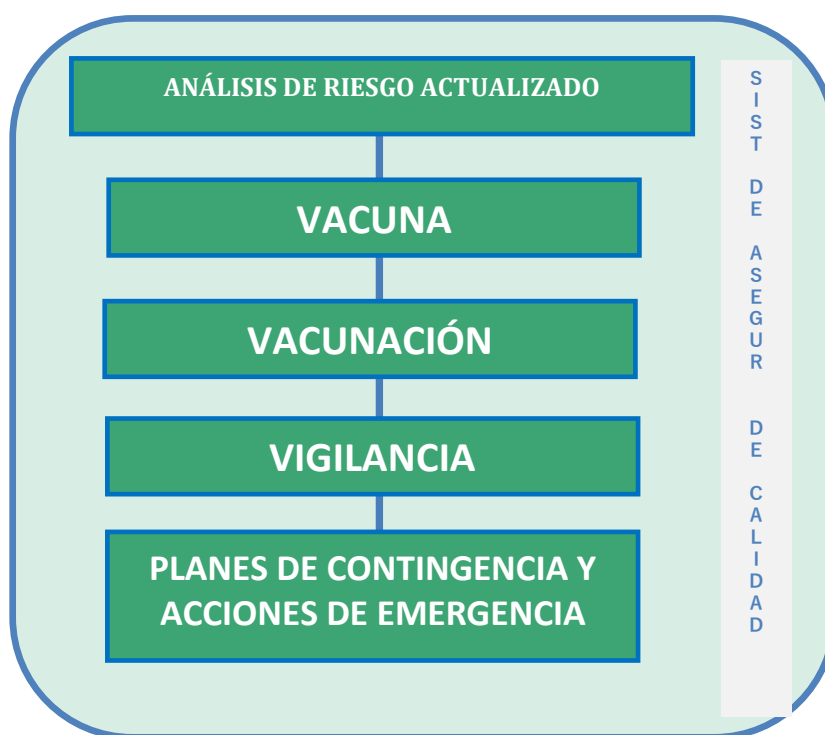 ANÁLISIS DE RIESGO ACTUALIZADO
VACUNA
VACUNACIÓN
VIGILANCIA
PLANES DE CONTINGENCIA Y
ACCIONES DE EMERGENCIA
SIST DE ASEGUR DE CALIDAD